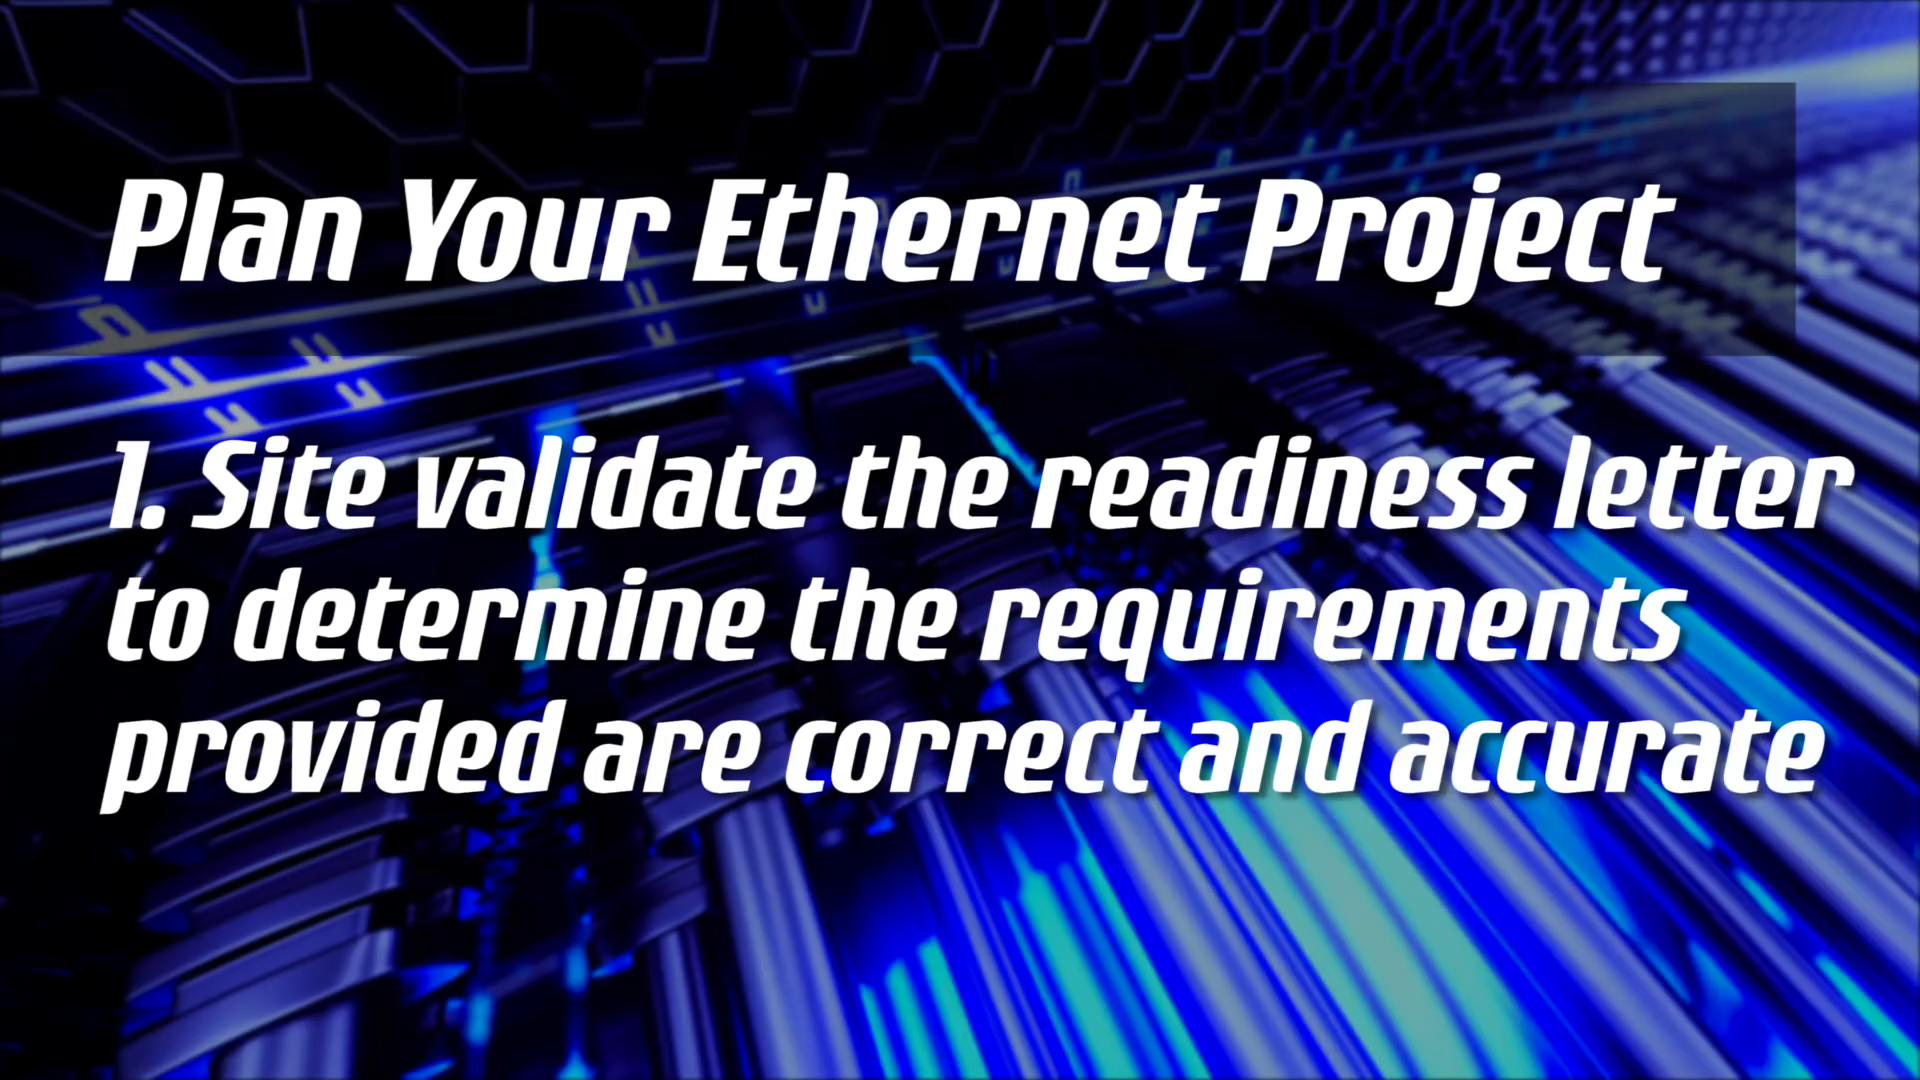 Plan Your Ethernet Project
1. Site validate the readiness letter
to determine the requirements
provided are correct and accurate